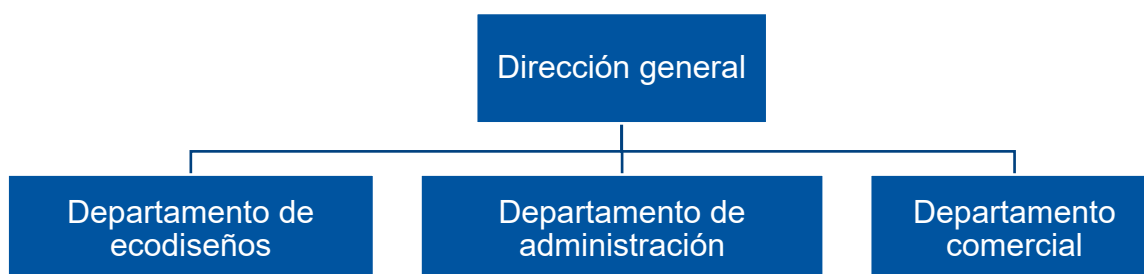 Dirección general
Departamento de
ecodiseños
Departamento de
administración
Departamento
comercial